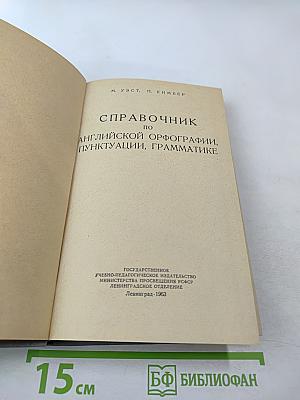 М. УЭСТ, П. КИМБЕР
СПРАВОЧНИК
ПО
АНГЛИЙСКОЙ ОРФОГРАФИИ,
ПУНКТУАЦИИ, ГРАММАТИКЕ
ГОСУДАРСТВЕННОЕ
УЧЕБНО-ПЕДАГОГИЧЕСКОЕ ИЗДАТЕЛЬСТВО
МИНИСТЕРСТВА ПРОСВЕЩЕНИЯ РСФСР
ЛЕНИНГРАДСКОЕ ОТДЕЛЕНИЕ
Ленинград · 1963
15 см
БФ БИБЛИОФАН